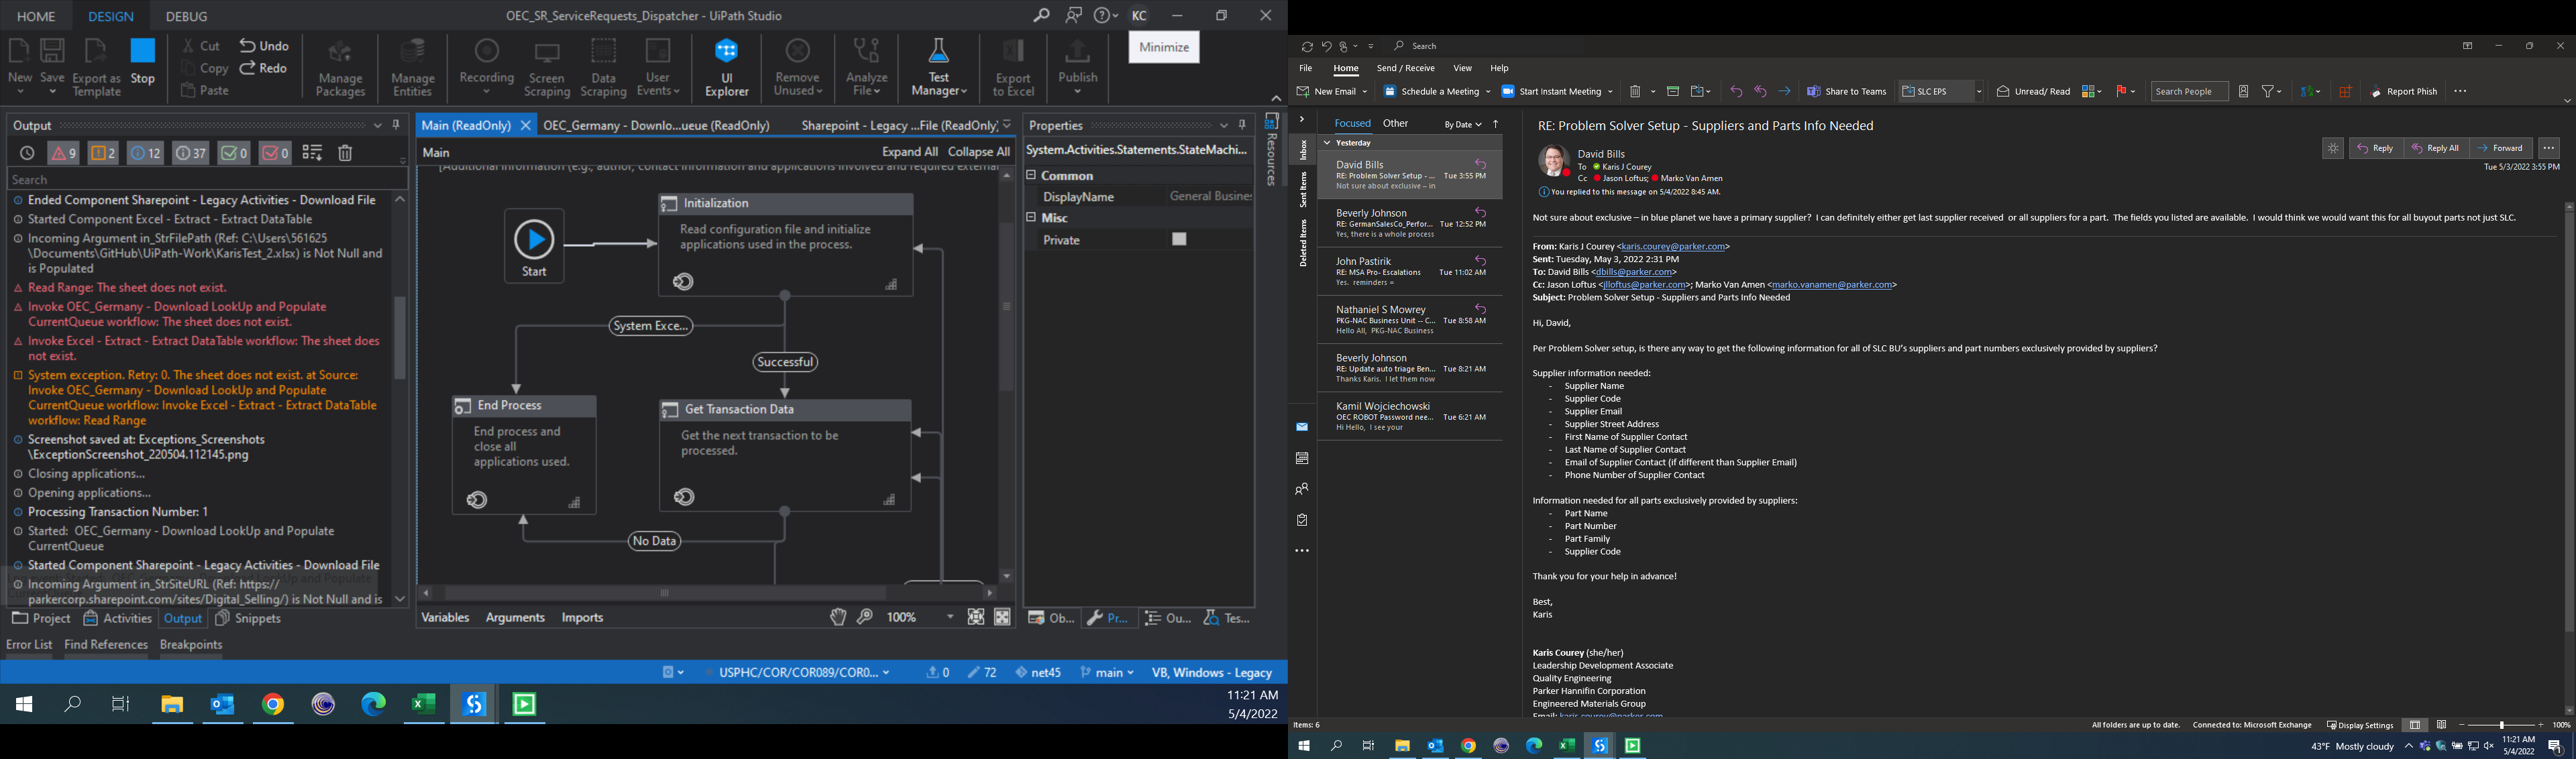 HOME DESIGN DEBUG OEC_SR_ServiceRequests_Dispatcher - UiPath Studio KC
New Save Export as Template Stop Cut Copy Paste Undo Redo Manage Packages Manage Entities Recording Screen Scraping Data Scraping User Events UI Explorer Remove Unused Analyze File Test Manager Export to Excel Publish
Minimize
Output
9 2 12 37 0 0
Search
Ended Component Sharepoint - Legacy Activities - Download File
Started Component Excel - Extract - Extract DataTable
Incoming Argument in_StrFilePath (Ref: C:\Users\561625
\Documents\GitHub\UiPath-Work\KarisTest_2.xlsx) is Not Null and
is Populated
Read Range: The sheet does not exist.
Invoke OEC_Germany - Download LookUp and Populate
CurrentQueue workflow: The sheet does not exist.
Invoke Excel - Extract - Extract DataTable workflow: The sheet does
not exist.
System exception. Retry: 0. The sheet does not exist. at Source:
Invoke OEC_Germany - Download LookUp and Populate
CurrentQueue workflow: Invoke Excel - Extract - Extract DataTable
workflow: Read Range
Screenshot saved at: Exceptions_Screenshots
\ExceptionScreenshot_220504.112145.png
Closing applications...
Opening applications...
Processing Transaction Number: 1
Started: OEC_Germany - Download LookUp and Populate
CurrentQueue
Started Component Sharepoint - Legacy Activities - Download File
Incoming Argument in_StrSiteURL (Ref: https://
parkercorp.sharepoint.com/sites/Digital_Selling/) is Not Null and is
Project Activities Output Snippets
Error List Find References Breakpoints
Main (ReadOnly) OEC_Germany - Downlo...ueue (ReadOnly) Sharepoint - Legacy ...File (ReadOnly)
Main Expand All Collapse All
[Additional information (e.g., author, contact information and applications involved and required externa
Start
Initialization
Read configuration file and initialize
applications used in the process.
System Exce...
Successful
End Process
End process and
close all
applications used.
Get Transaction Data
Get the next transaction to be
processed.
No Data
Variables Arguments Imports 100%
Properties
System.Activities.Statements.StateMachi...
Common
DisplayName General Busine
Misc
Private
Resources
Ob... Pr... Ou... Tes...
USPHC/COR/COR089/COR0... 0 72 net45 main VB, Windows - Legacy
11:21 AM
5/4/2022
Search
File Home Send / Receive View Help
New Email Schedule a Meeting Start Instant Meeting Share to Teams SLC EPS Unread/ Read Search People Report Phish
Inbox
Sent Items
Deleted Items
Focused Other By Date
Yesterday
David Bills
RE: Problem Solver Setup - ... Tue 3:55 PM
Not sure about exclusive – in
Beverly Johnson
RE: GermanSalesCo_Perfor... Tue 12:52 PM
Yes, there is a whole process
John Pastirik
RE: MSA Pro- Escalations Tue 11:02 AM
Yes. reminders =
Nathaniel S Mowrey
PKG-NAC Business Unit -- C... Tue 8:58 AM
Hello All, PKG-NAC Business
Beverly Johnson
RE: Update auto triage Ben... Tue 8:21 AM
Thanks Karis. I let them now
Kamil Wojciechowski
OEC ROBOT Password nee... Tue 6:21 AM
Hi Hello, I see your
RE: Problem Solver Setup - Suppliers and Parts Info Needed
David Bills
To Karis J Courey
Cc Jason Loftus; Marko Van Amen
Reply Reply All Forward
Tue 5/3/2022 3:55 PM
You replied to this message on 5/4/2022 8:45 AM.
Not sure about exclusive – in blue planet we have a primary supplier? I can definitely either get last supplier received or all suppliers for a part. The fields you listed are available. I would think we would want this for all buyout parts not just SLC.
From: Karis J Courey <karis.courey@parker.com>
Sent: Tuesday, May 3, 2022 2:31 PM
To: David Bills <dbills@parker.com>
Cc: Jason Loftus <jlloftus@parker.com>; Marko Van Amen <marko.vanamen@parker.com>
Subject: Problem Solver Setup - Suppliers and Parts Info Needed
Hi, David,
Per Problem Solver setup, is there any way to get the following information for all of SLC BU's suppliers and part numbers exclusively provided by suppliers?
Supplier information needed:
- Supplier Name
- Supplier Code
- Supplier Email
- Supplier Street Address
- First Name of Supplier Contact
- Last Name of Supplier Contact
- Email of Supplier Contact (if different than Supplier Email)
- Phone Number of Supplier Contact
Information needed for all parts exclusively provided by suppliers:
- Part Name
- Part Number
- Part Family
- Supplier Code
Thank you for your help in advance!
Best,
Karis
Karis Courey (she/her)
Leadership Development Associate
Quality Engineering
Parker Hannifin Corporation
Engineered Materials Group
Email: karis.courey@parker.com
Items: 6 All folders are up to date. Connected to: Microsoft Exchange Display Settings 100%
43°F Mostly cloudy
11:21 AM
5/4/2022